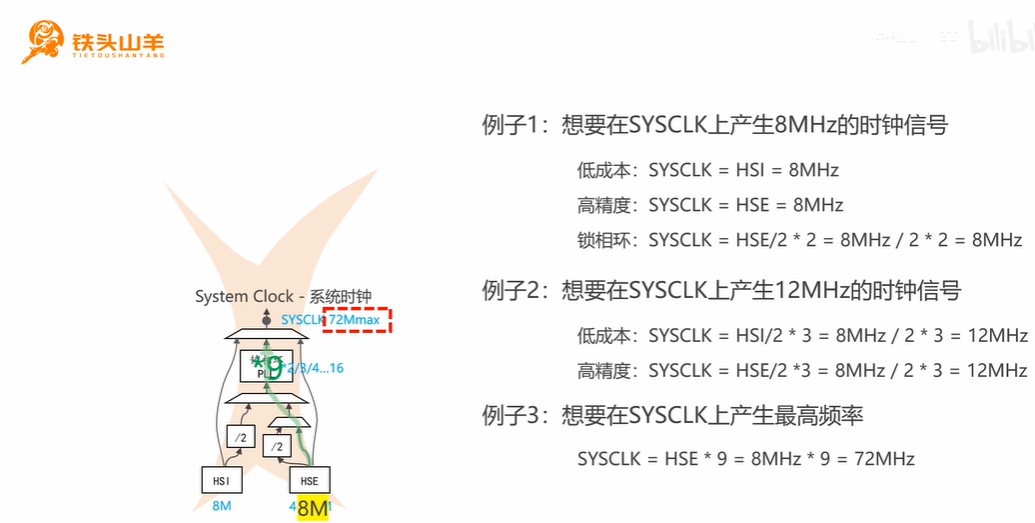 铁头山羊
TIETOUSHANYANG
bilibili
例子1：想要在SYSCLK上产生8MHz的时钟信号
低成本：SYSCLK = HSI = 8MHz
高精度：SYSCLK = HSE = 8MHz
锁相环：SYSCLK = HSE/2 * 2 = 8MHz / 2 * 2 = 8MHz
例子2：想要在SYSCLK上产生12MHz的时钟信号
低成本：SYSCLK = HSI/2 * 3 = 8MHz / 2 * 3 = 12MHz
高精度：SYSCLK = HSE/2 *3 = 8MHz / 2 * 3 = 12MHz
例子3：想要在SYSCLK上产生最高频率
SYSCLK = HSE * 9 = 8MHz * 9 = 72MHz
System Clock - 系统时钟
SYSCLK 72Mmax
*9
*2/3/4...16
/2
/2
HSI
HSE
8M
8M